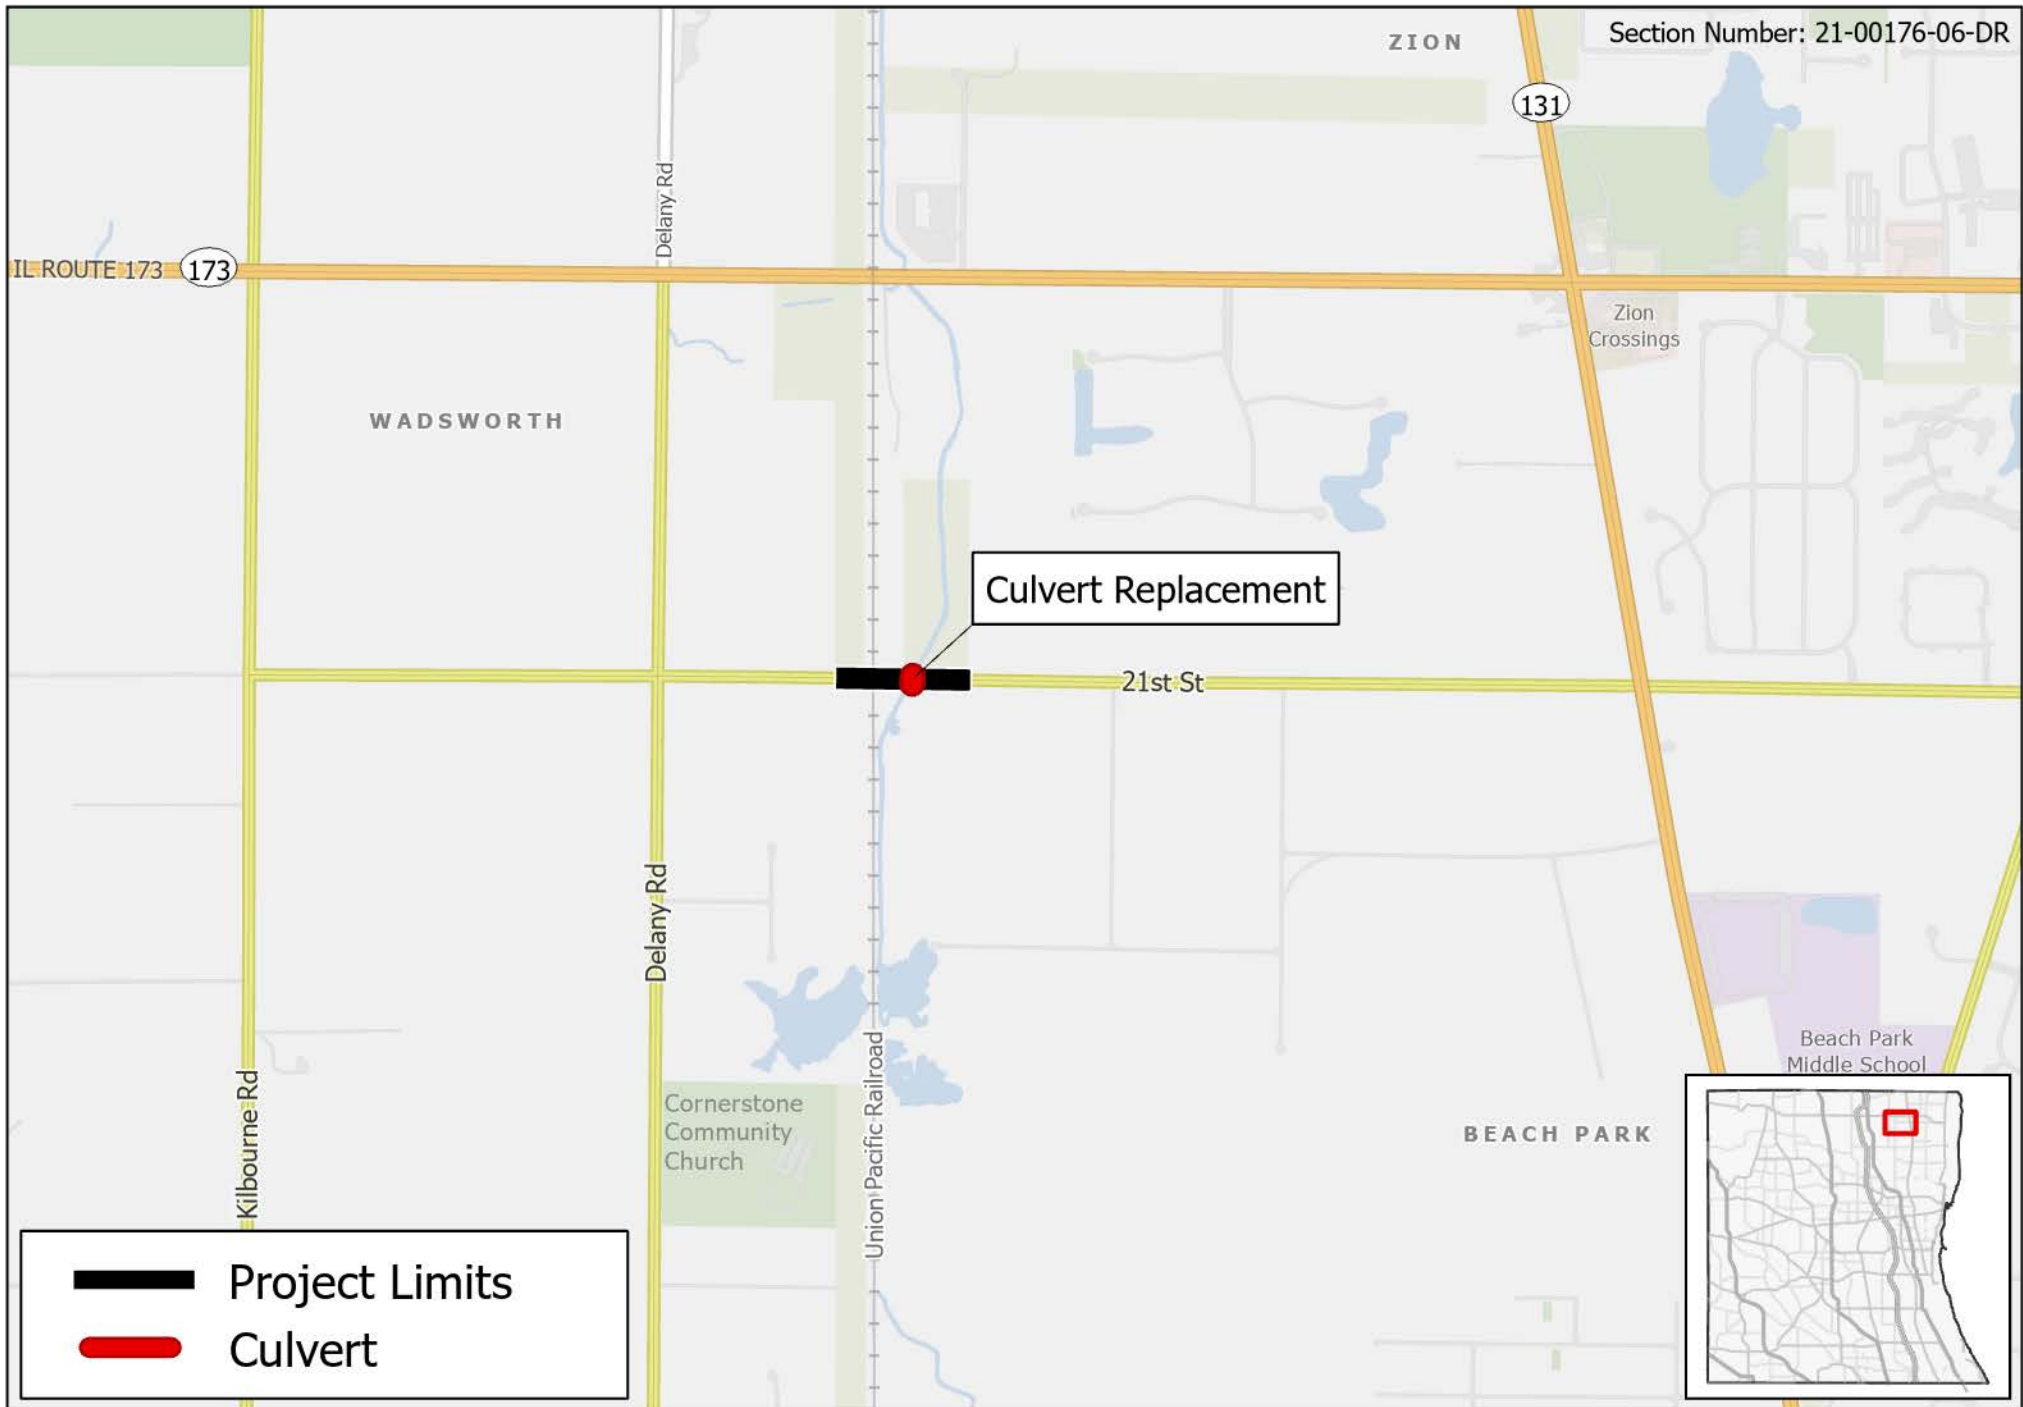 Section Number: 21-00176-06-DR
ZION
131
Delany Rd
IL ROUTE 173
173
Zion
Crossings
WADSWORTH
Culvert Replacement
21st St
Delany Rd
Beach Park
Middle School
Union Pacific Railroad
Kilbourne Rd
Cornerstone
Community
Church
BEACH PARK
Project Limits
Culvert